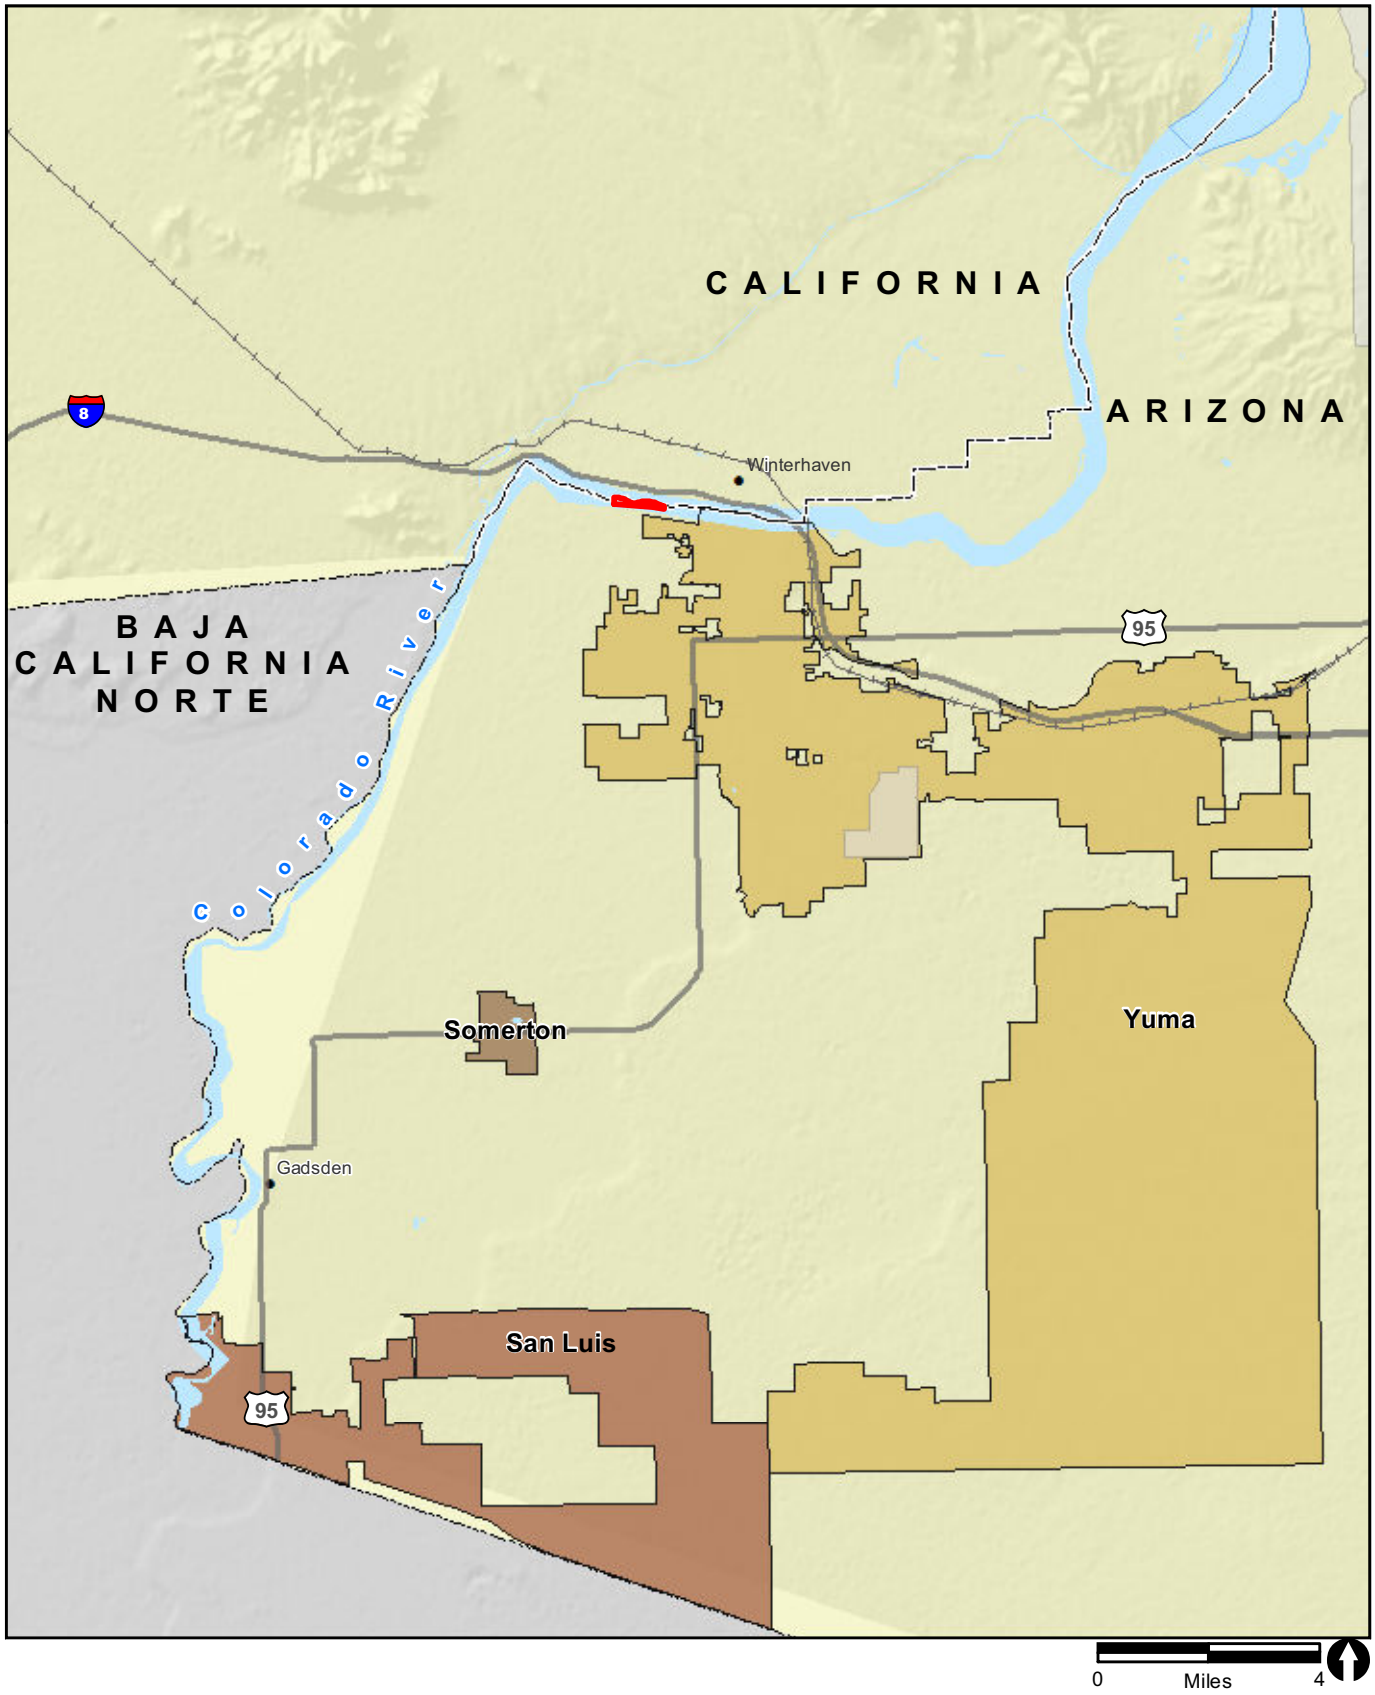 CALIFORNIA
ARIZONA
8
Winterhaven
BAJA
CALIFORNIA
NORTE
95
Colorado River
Yuma
Somerton
Gadsden
San Luis
95
0 Miles 4